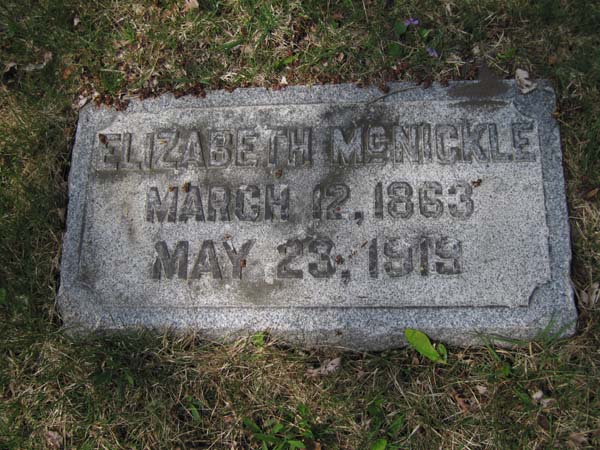 ELIZABETH McNICKLE
MARCH 12, 1863
MAY 23, 1919